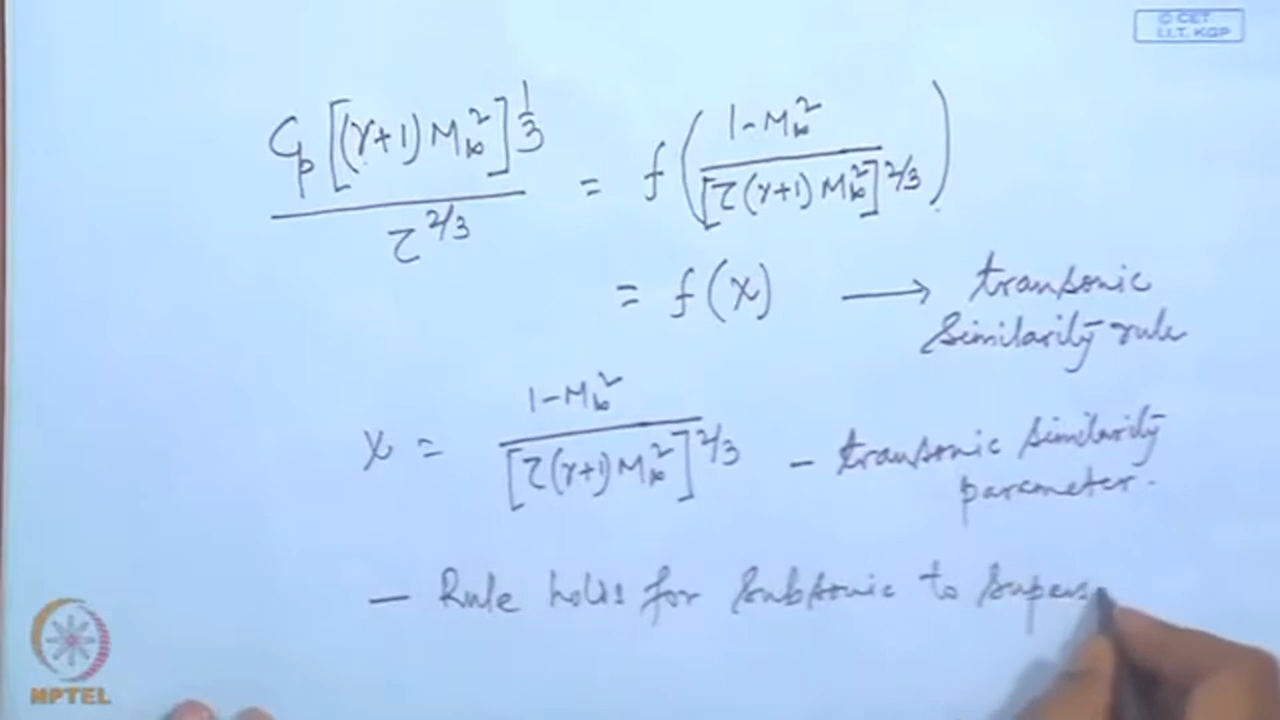 © CET
I.I.T. KGP
Cp[(γ+1)M∞²]^1/3 / τ^2/3 = f(1-M∞² / [τ(γ+1)M∞²]^2/3)
= f(χ) → transonic
similarity rule
χ = 1-M∞² / [τ(γ+1)M∞²]^2/3 - transonic similarity
parameter.
- Rule holds for subsonic to supers
NPTEL